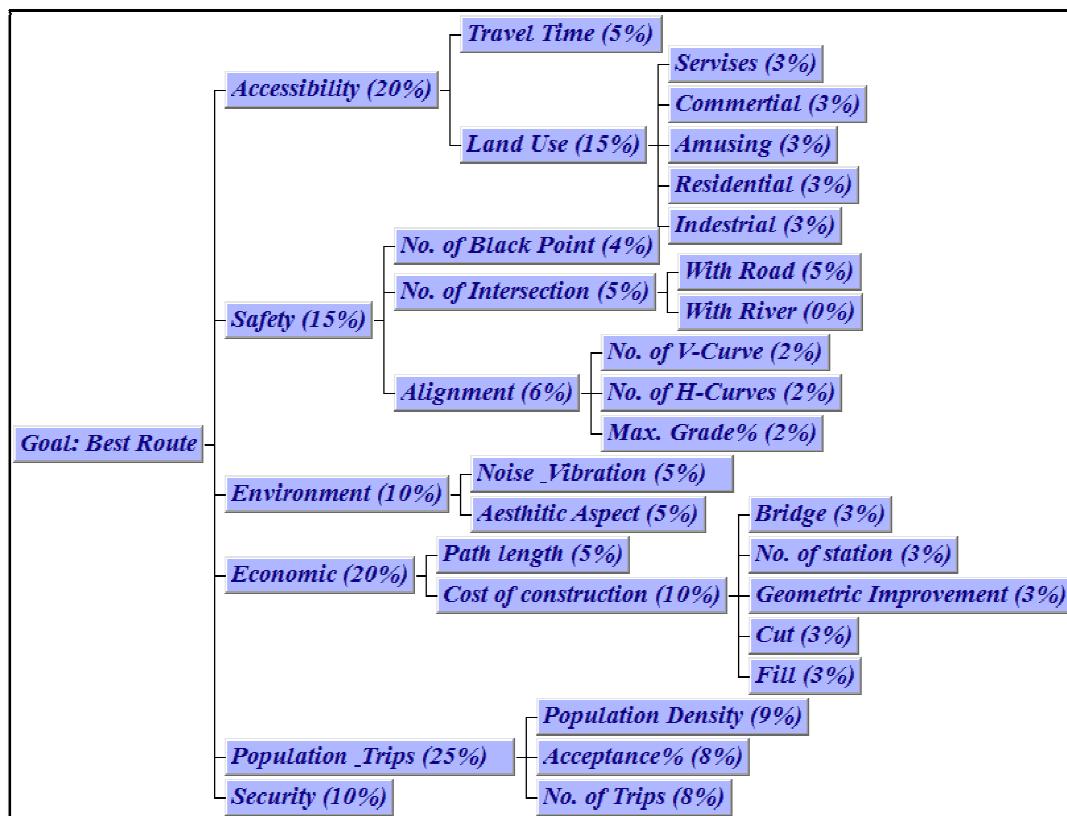 Travel Time (5%)
Servises (3%)
Accessibility (20%)
Commertial (3%)
Land Use (15%)
Amusing (3%)
Residential (3%)
Indestrial (3%)
No. of Black Point (4%)
With Road (5%)
No. of Intersection (5%)
With River (0%)
Safety (15%)
No. of V-Curve (2%)
Alignment (6%)
No. of H-Curves (2%)
Max. Grade% (2%)
Goal: Best Route
Noise_Vibration (5%)
Environment (10%)
Aesthitic Aspect (5%)
Bridge (3%)
Path length (5%)
No. of station (3%)
Economic (20%)
Cost of construction (10%)
Geometric Improvement (3%)
Cut (3%)
Fill (3%)
Population Density (9%)
Population_Trips (25%)
Acceptance% (8%)
Security (10%)
No. of Trips (8%)